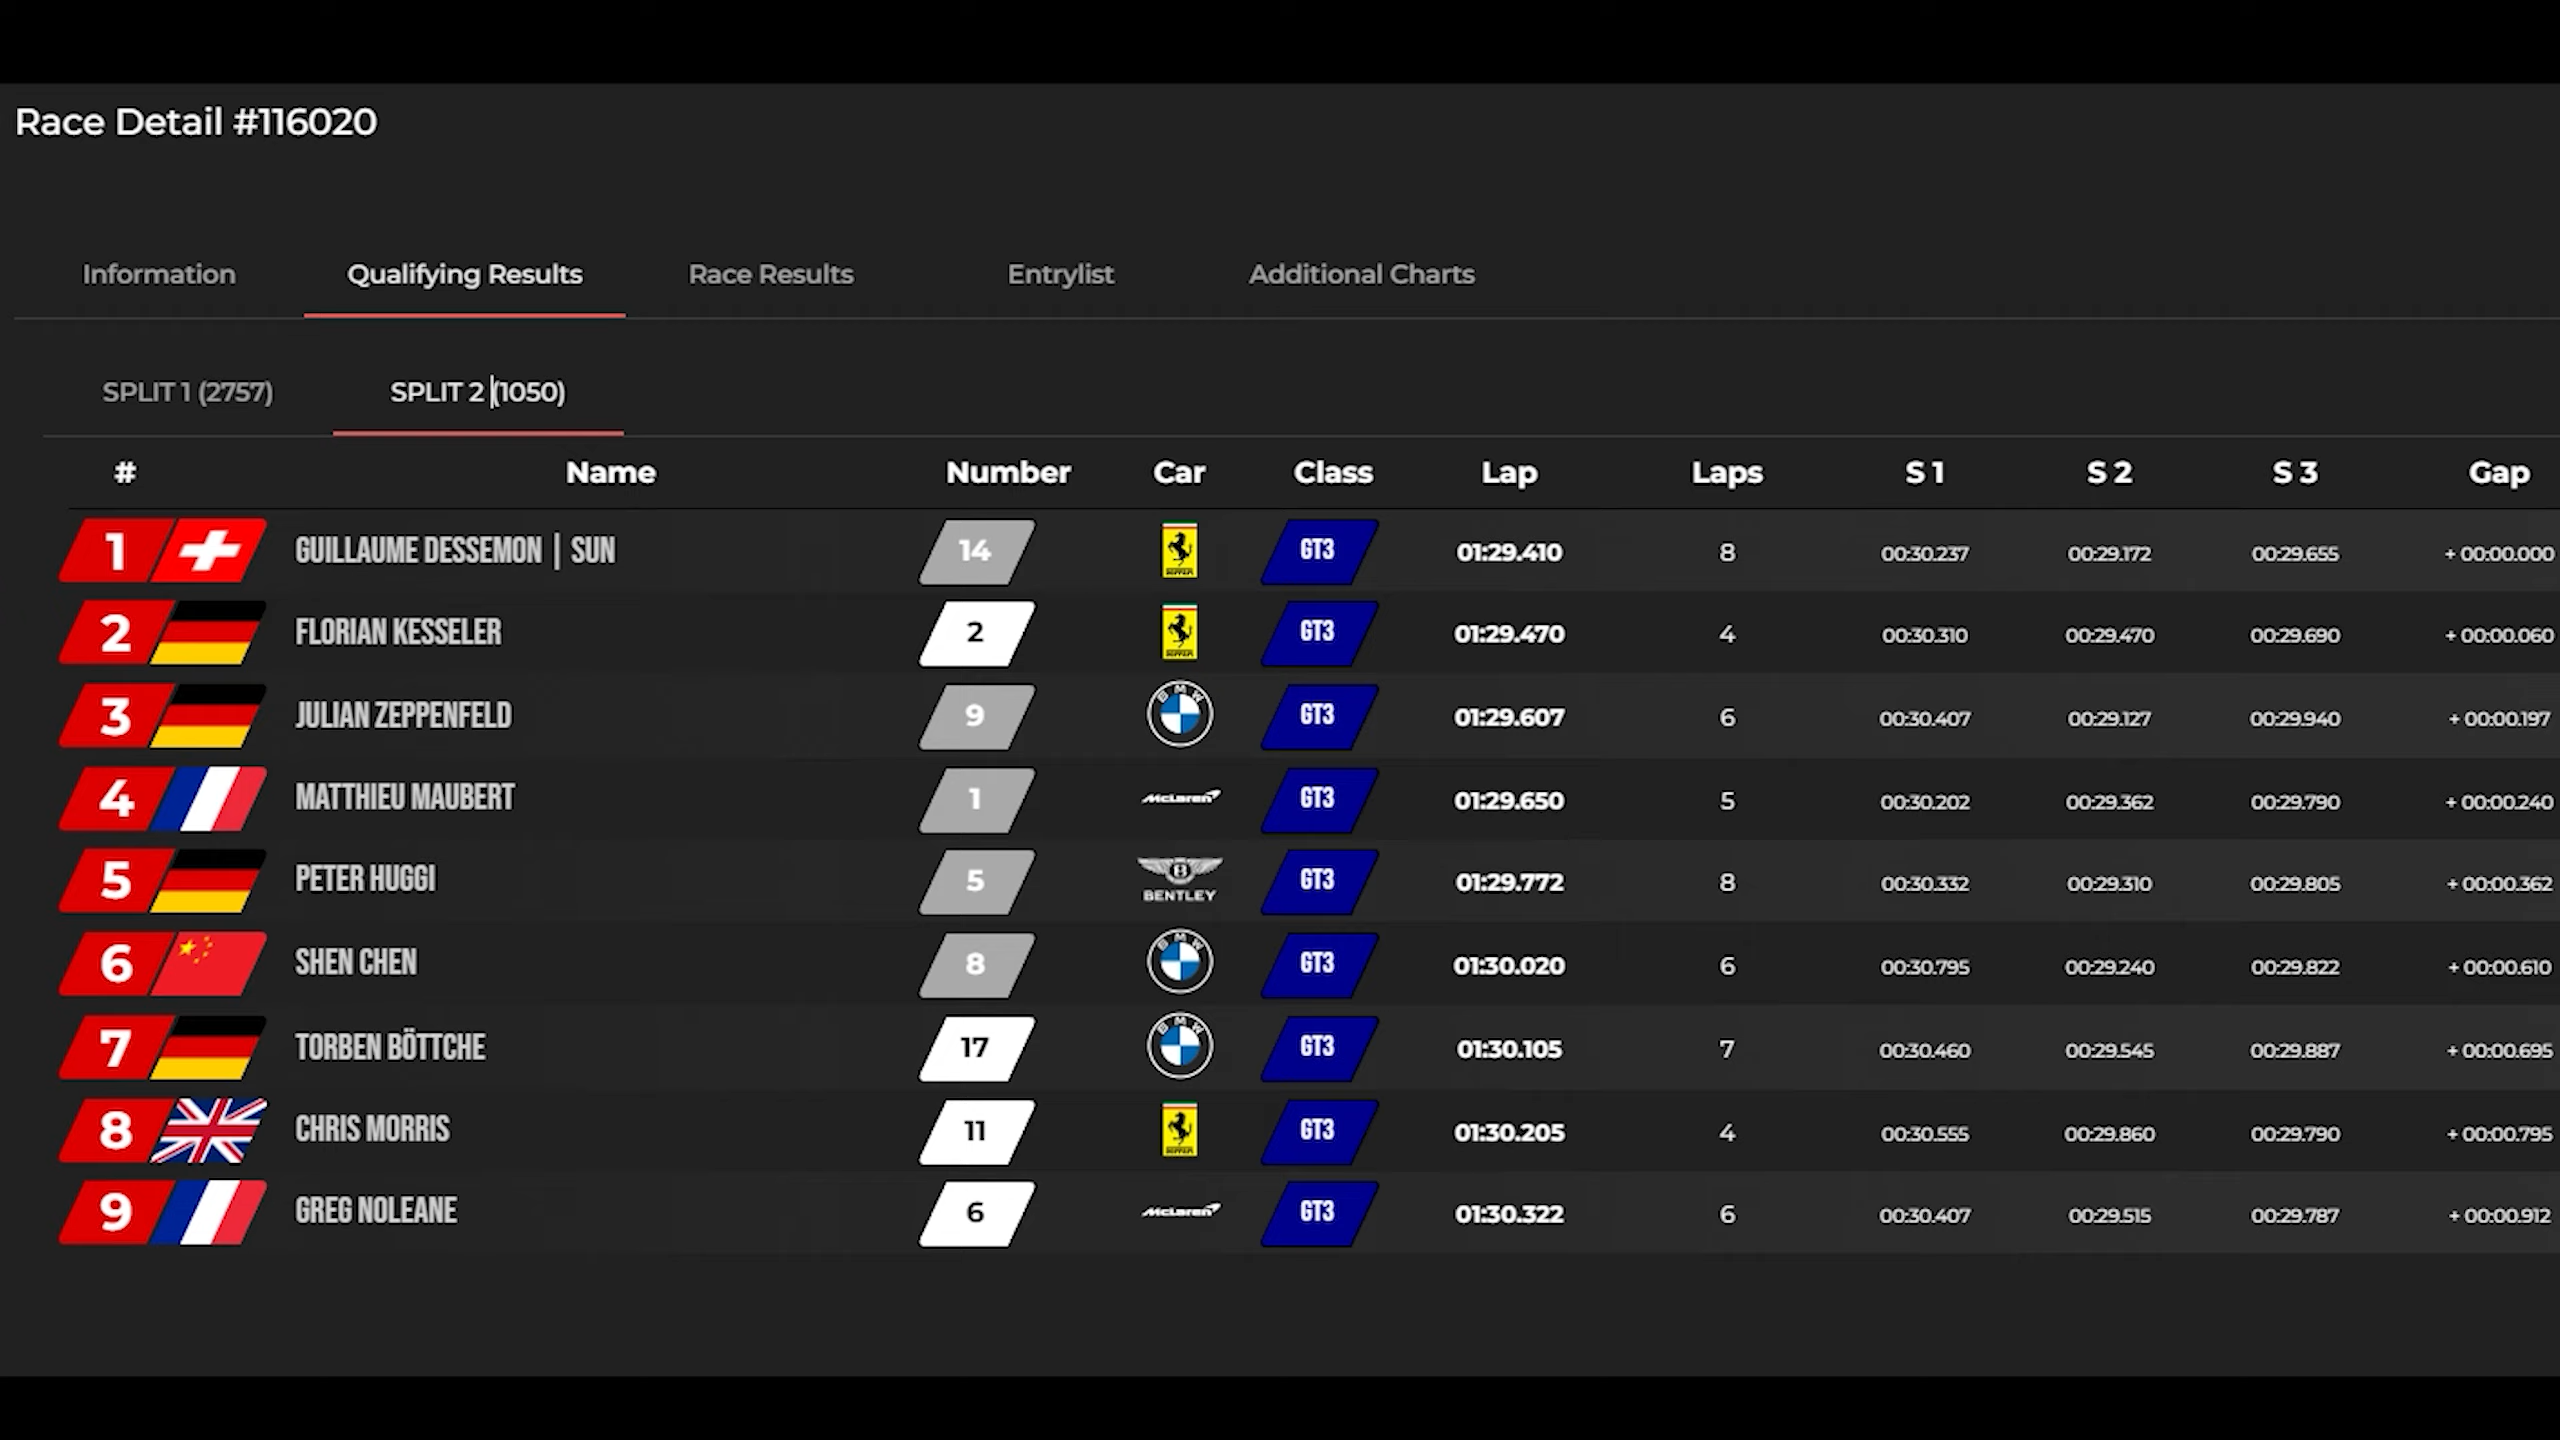 Race Detail #116020
Information Qualifying Results Race Results Entrylist Additional Charts
SPLIT 1 (2757) SPLIT 2 (1050)
# Name Number Car Class Lap Laps S 1 S 2 S 3 Gap
1 GUILLAUME DESSEMON | SUN 14 GT3 01:29.410 8 00:30.237 00:29.172 00:29.655 + 00:00.000
2 FLORIAN KESSELER 2 GT3 01:29.470 4 00:30.310 00:29.470 00:29.690 + 00:00.060
3 JULIAN ZEPPENFELD 9 BMW GT3 01:29.607 6 00:30.407 00:29.127 00:29.940 + 00:00.197
4 MATTHIEU MAUBERT 1 McLaren GT3 01:29.650 5 00:30.202 00:29.362 00:29.790 + 00:00.240
5 PETER HUGGI 5 B BENTLEY GT3 01:29.772 8 00:30.332 00:29.310 00:29.805 + 00:00.362
6 SHEN CHEN 8 BMW GT3 01:30.020 6 00:30.795 00:29.240 00:29.822 + 00:00.610
7 TORBEN BÖTTCHE 17 BMW GT3 01:30.105 7 00:30.460 00:29.545 00:29.887 + 00:00.695
8 CHRIS MORRIS 11 GT3 01:30.205 4 00:30.555 00:29.860 00:29.790 + 00:00.795
9 GREG NOLEANE 6 McLaren GT3 01:30.322 6 00:30.407 00:29.515 00:29.787 + 00:00.912